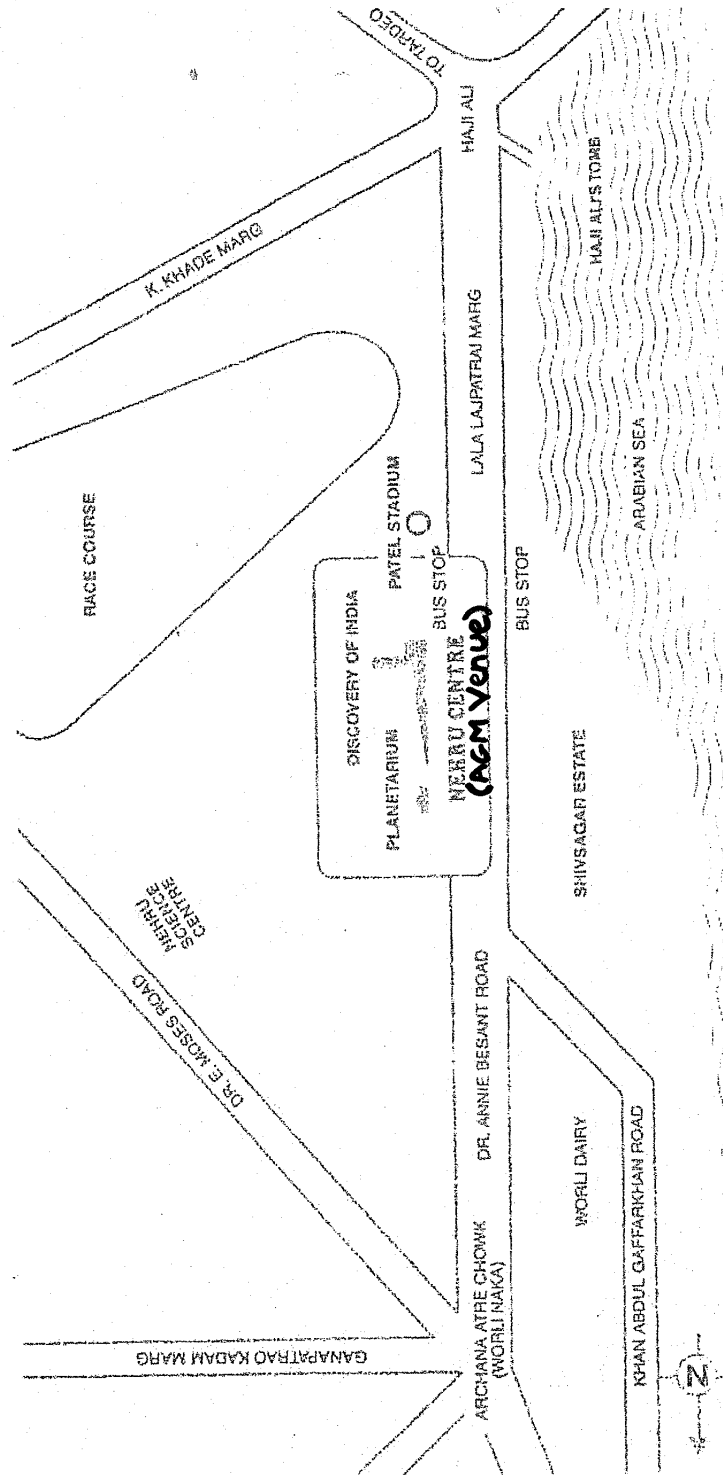 TO TARDEO
HAJI ALI
K. KHADE MARG
HAJI ALI'S TOMB
LALA LAJPATRAI MARG
RACE COURSE
ARABIAN SEA
PATEL STADIUM
BUS STOP
BUS STOP
DISCOVERY OF INDIA
PLANETARIUM
NEHRU CENTRE
(AGM Venue)
SHIVSAGAR ESTATE
NEHRU
SCIENCE
CENTRE
DR. E. MOSES ROAD
DR. ANNIE BESANT ROAD
WORLI DAIRY
KHAN ABDUL GAFFARKHAN ROAD
ARCHANA ATRE CHOWK
(WORLI NAKA)
GANAPATRAO KADAM MARG
N